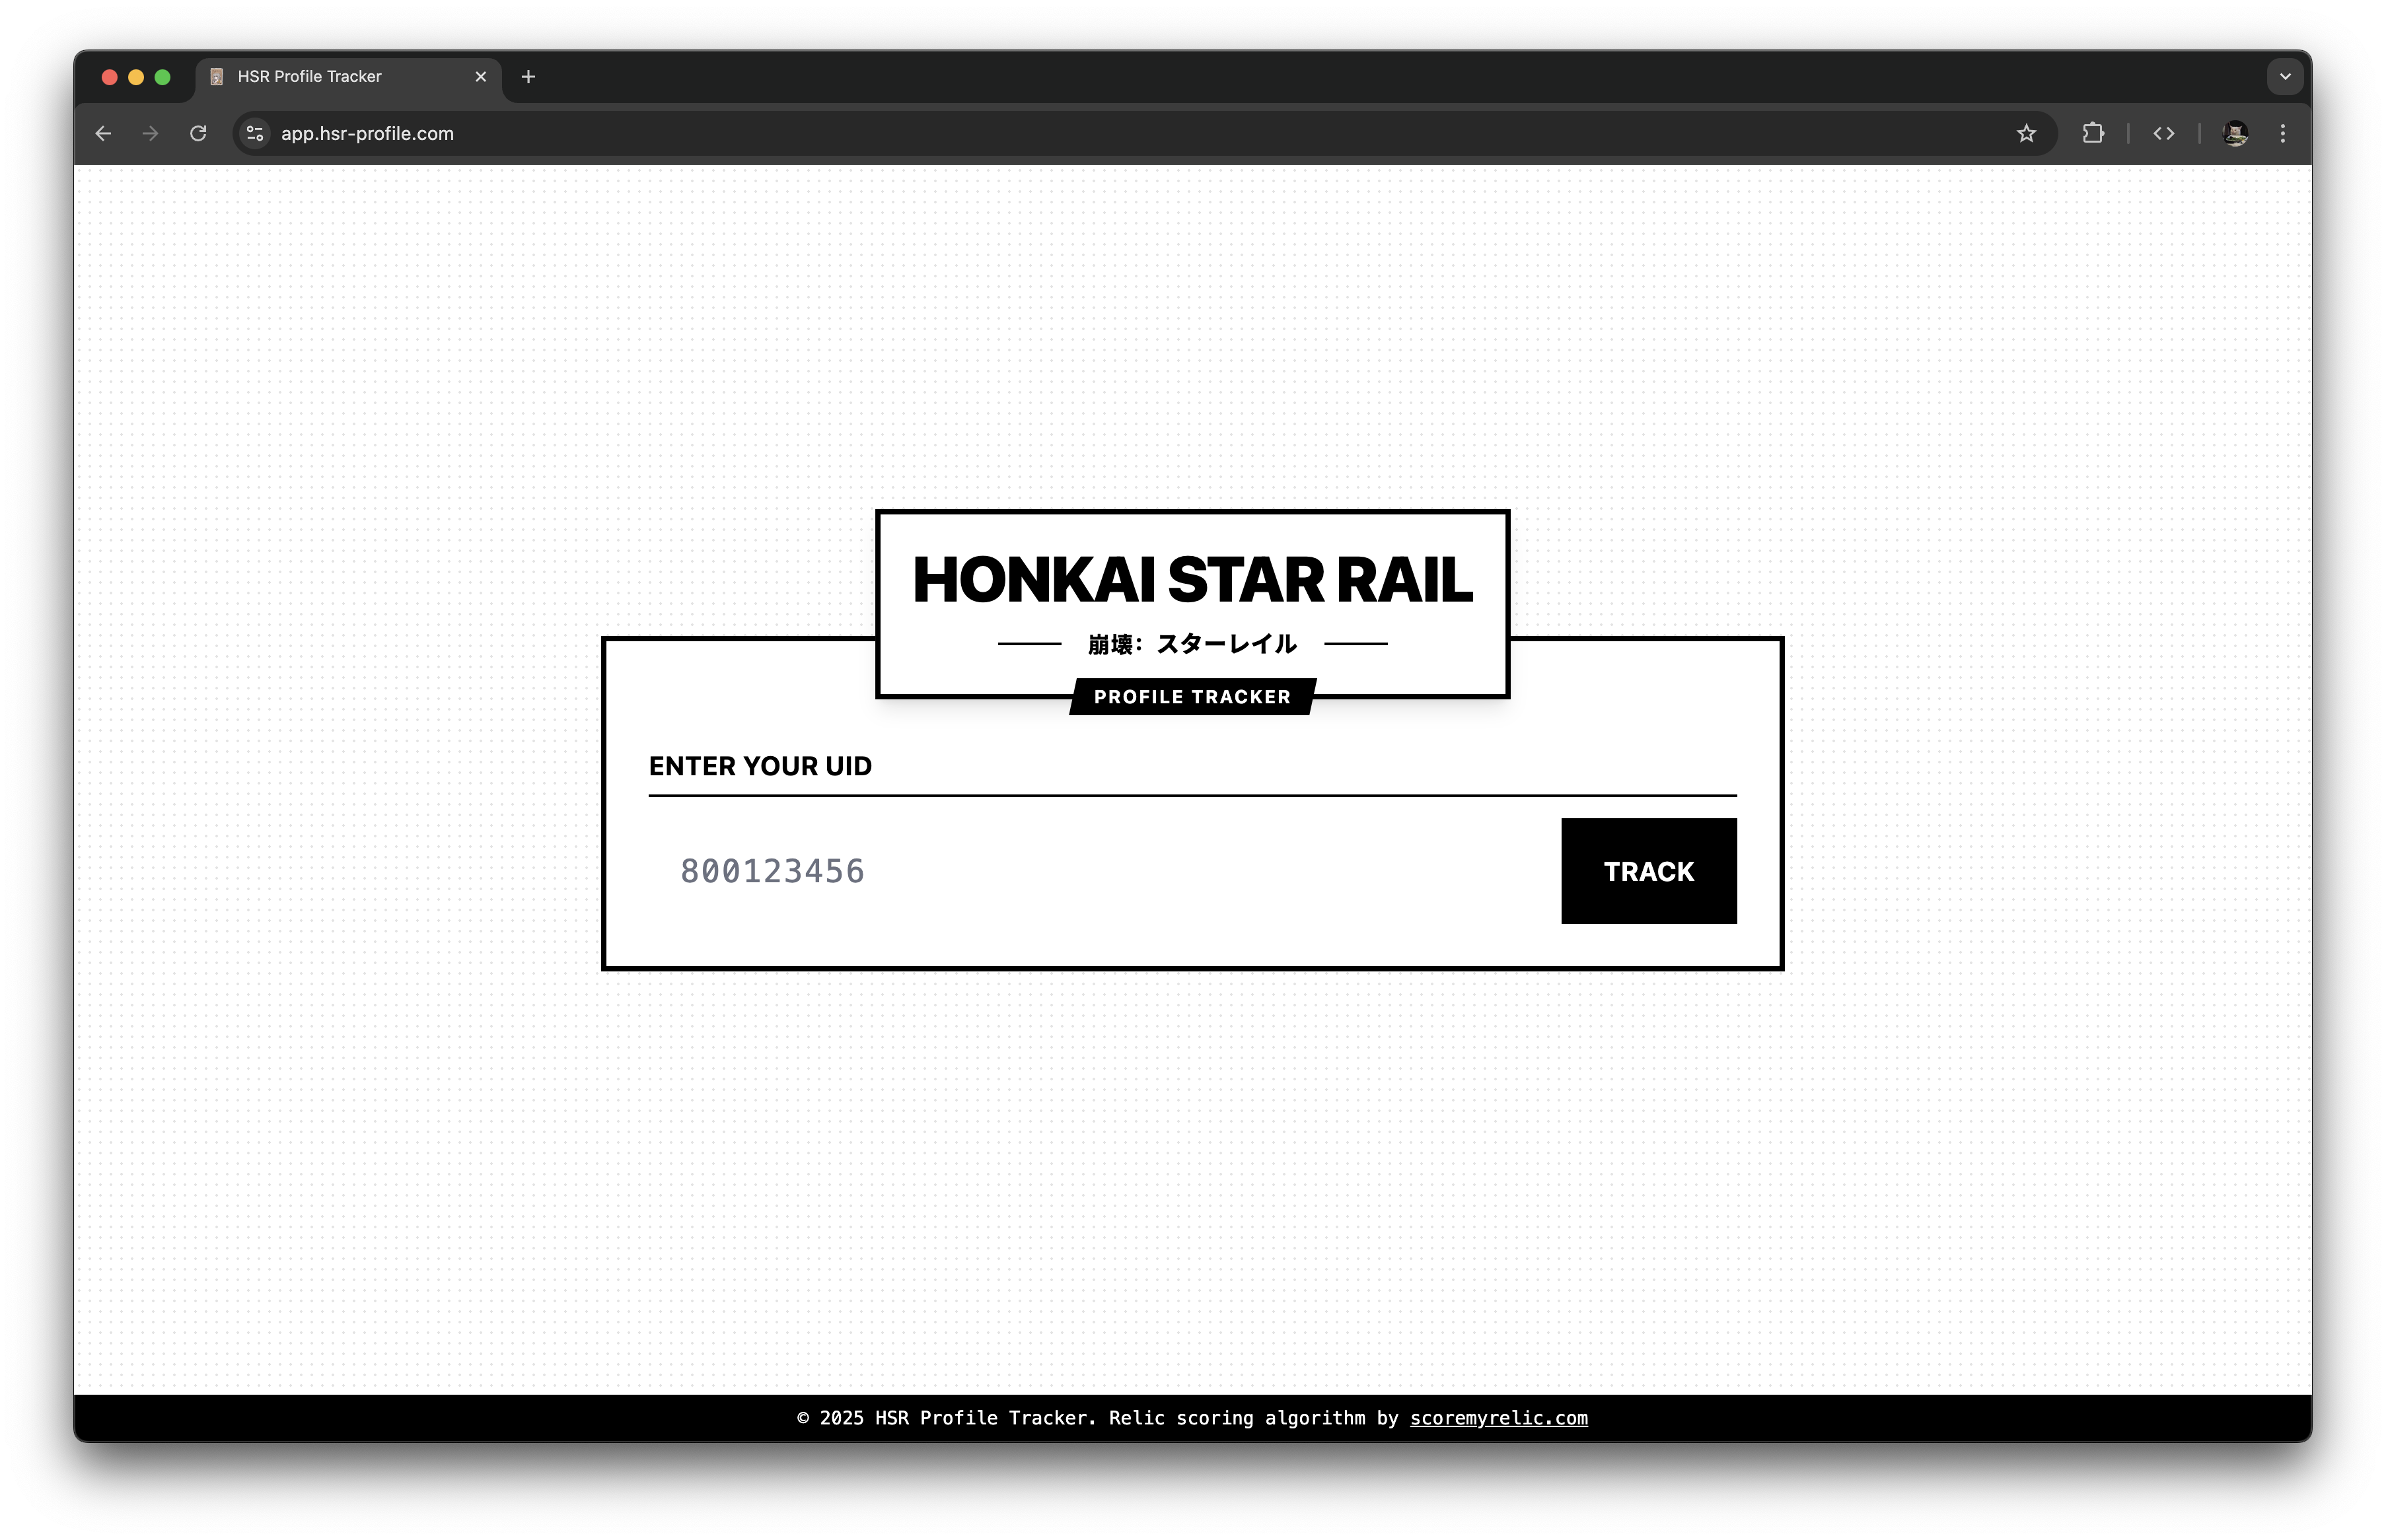 HSR Profile Tracker
app.hsr-profile.com
HONKAI STAR RAIL
崩壊：スターレイル
PROFILE TRACKER
ENTER YOUR UID
800123456
TRACK
© 2025 HSR Profile Tracker. Relic scoring algorithm by scoremyrelic.com